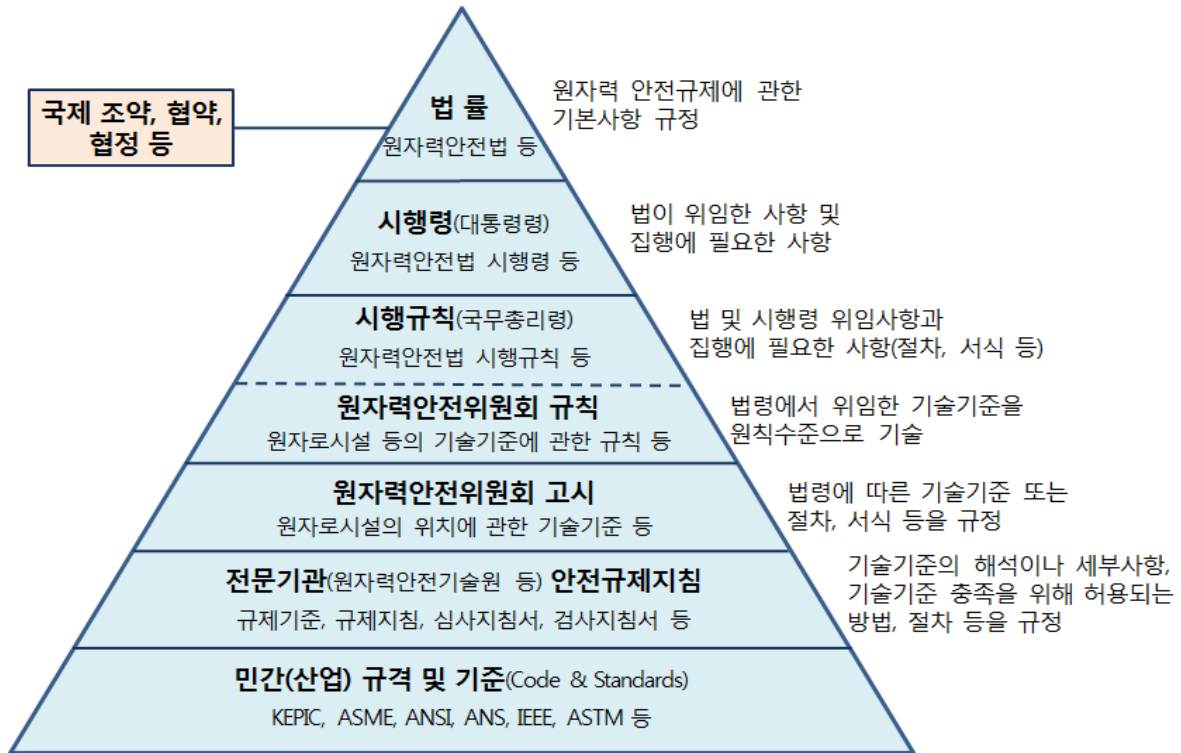 국제 조약, 협약,
협정 등
법 률
원자력안전법 등
원자력 안전규제에 관한
기본사항 규정
시행령(대통령령)
원자력안전법 시행령 등
법이 위임한 사항 및
집행에 필요한 사항
시행규칙(국무총리령)
원자력안전법 시행규칙 등
법 및 시행령 위임사항과
집행에 필요한 사항(절차, 서식 등)
원자력안전위원회 규칙
원자로시설 등의 기술기준에 관한 규칙 등
법령에서 위임한 기술기준을
원칙수준으로 기술
원자력안전위원회 고시
원자로시설의 위치에 관한 기술기준 등
법령에 따른 기술기준 또는
절차, 서식 등을 규정
전문기관(원자력안전기술원 등) 안전규제지침
규제기준, 규제지침, 심사지침서, 검사지침서 등
기술기준의 해석이나 세부사항,
기술기준 충족을 위해 허용되는
방법, 절차 등을 규정
민간(산업) 규격 및 기준(Code & Standards)
KEPIC, ASME, ANSI, ANS, IEEE, ASTM 등